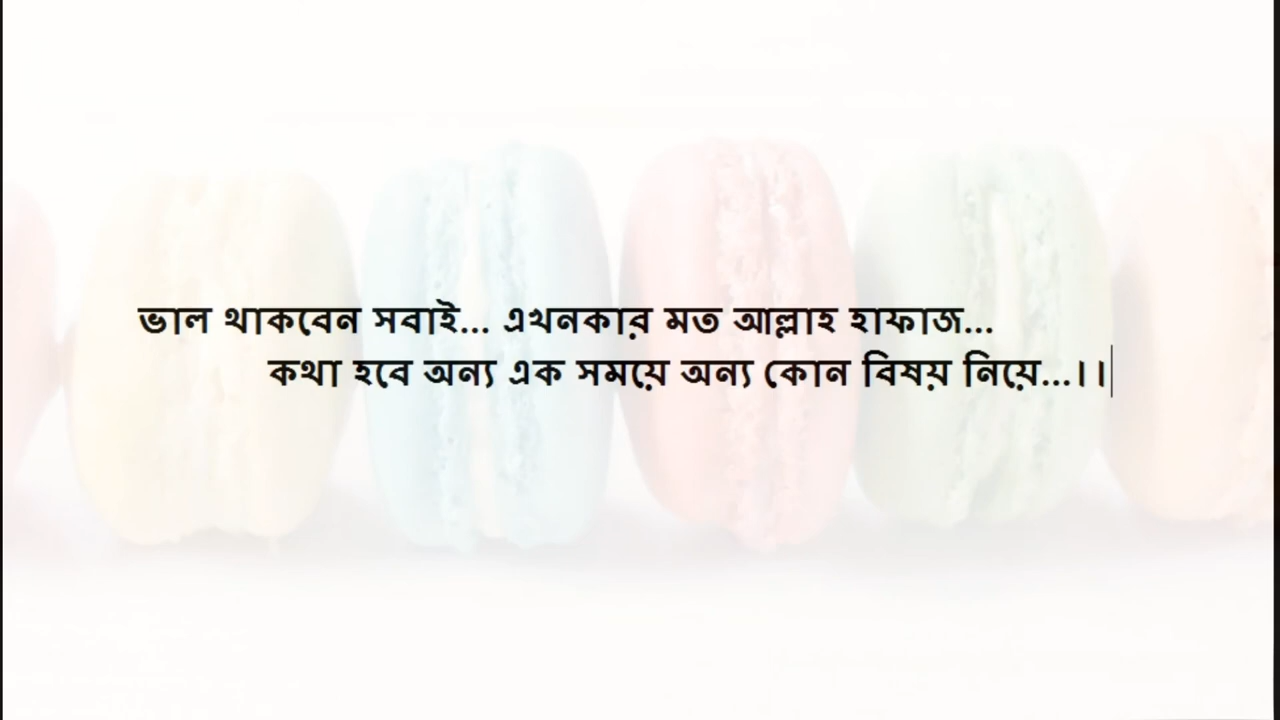 ভাল থাকবেন সবাই... এখনকার মত আল্লাহ হাফাজ...
কথা হবে অন্য এক সময়ে অন্য কোন বিষয় নিয়ে...।।